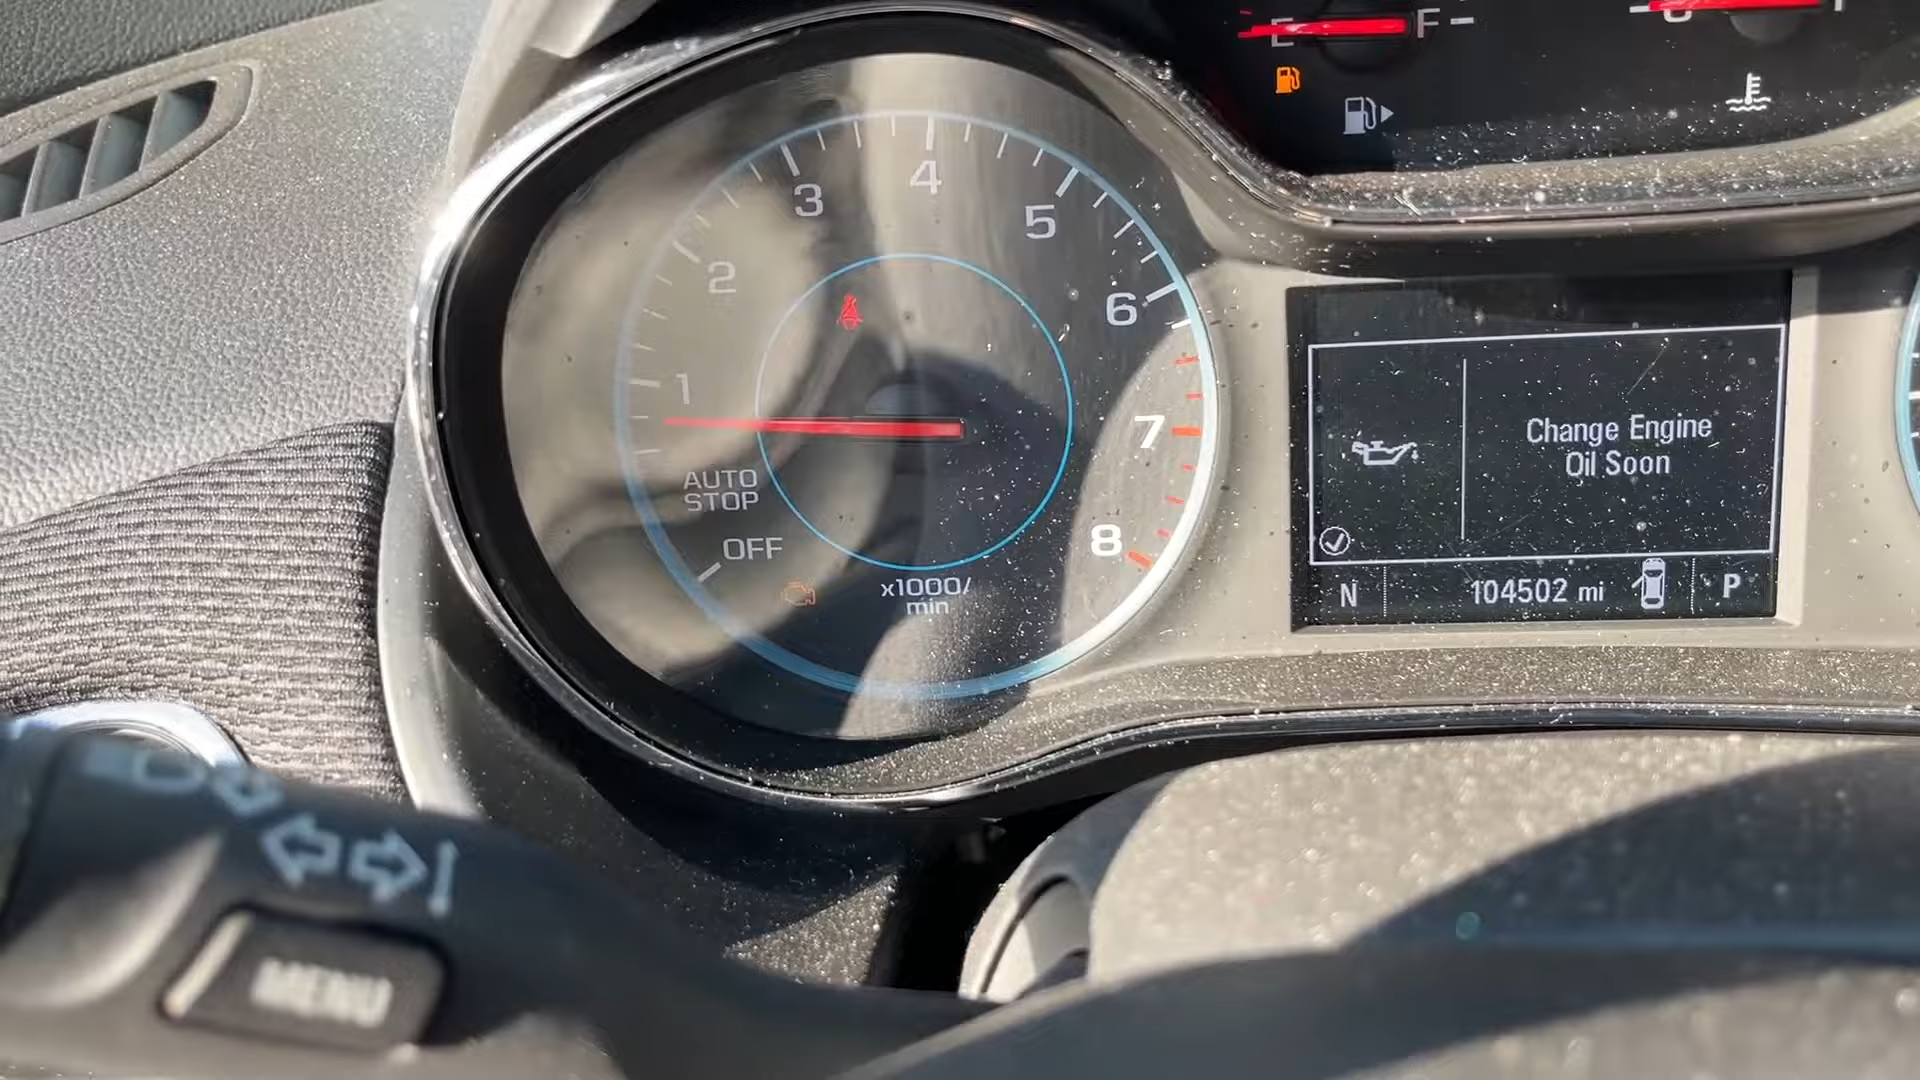 E F
C
3
4
5
2
6
1
7
AUTO
STOP
8
OFF
x1000/
min
Change Engine
Oil Soon
N 104502 mi P
MENU